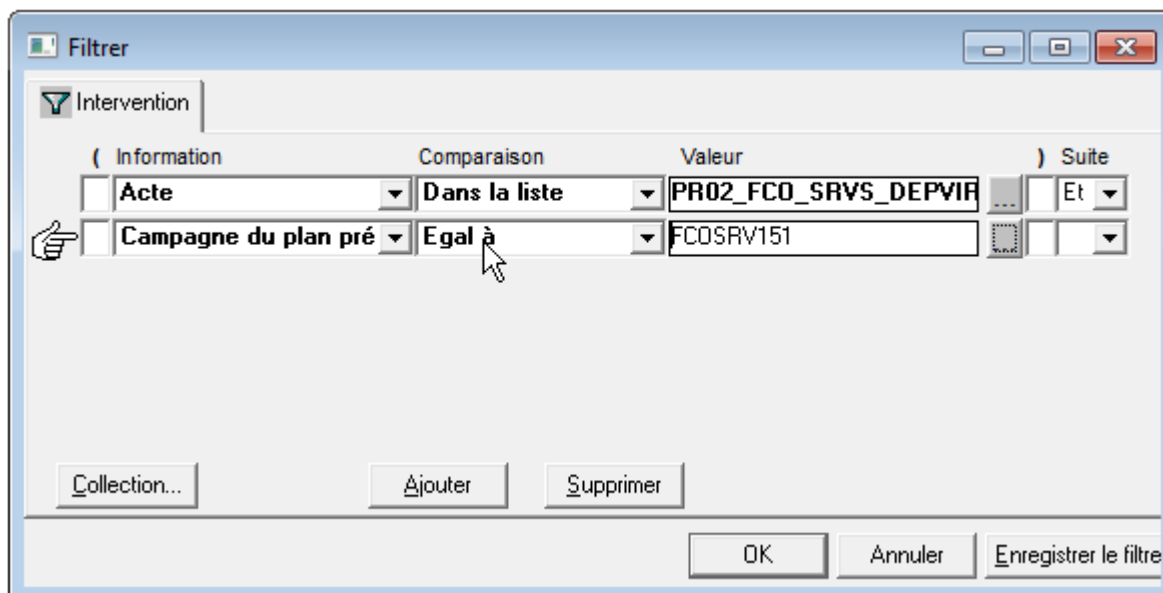 Filtrer
Intervention
( Information Comparaison Valeur ) Suite
Acte Dans la liste PR02_FCO_SRVS_DEPVIR ... Et
Campagne du plan pré Egal à FCOSRV151 ...
Collection... Ajouter Supprimer
OK Annuler Enregistrer le filtre